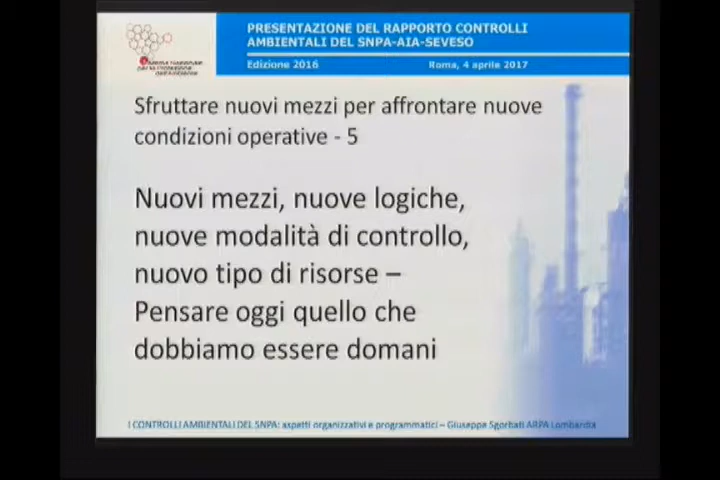 PRESENTAZIONE DEL RAPPORTO CONTROLLI
AMBIENTALI DEL SNPA-AIA-SEVESO
Edizione 2016 Roma, 4 aprile 2017
Sfruttare nuovi mezzi per affrontare nuove
condizioni operative - 5
Nuovi mezzi, nuove logiche,
nuove modalità di controllo,
nuovo tipo di risorse –
Pensare oggi quello che
dobbiamo essere domani
I CONTROLLI AMBIENTALI DEL SNPA: aspetti organizzativi e programmatici – Giuseppe Sgorbati ARPA Lombardia